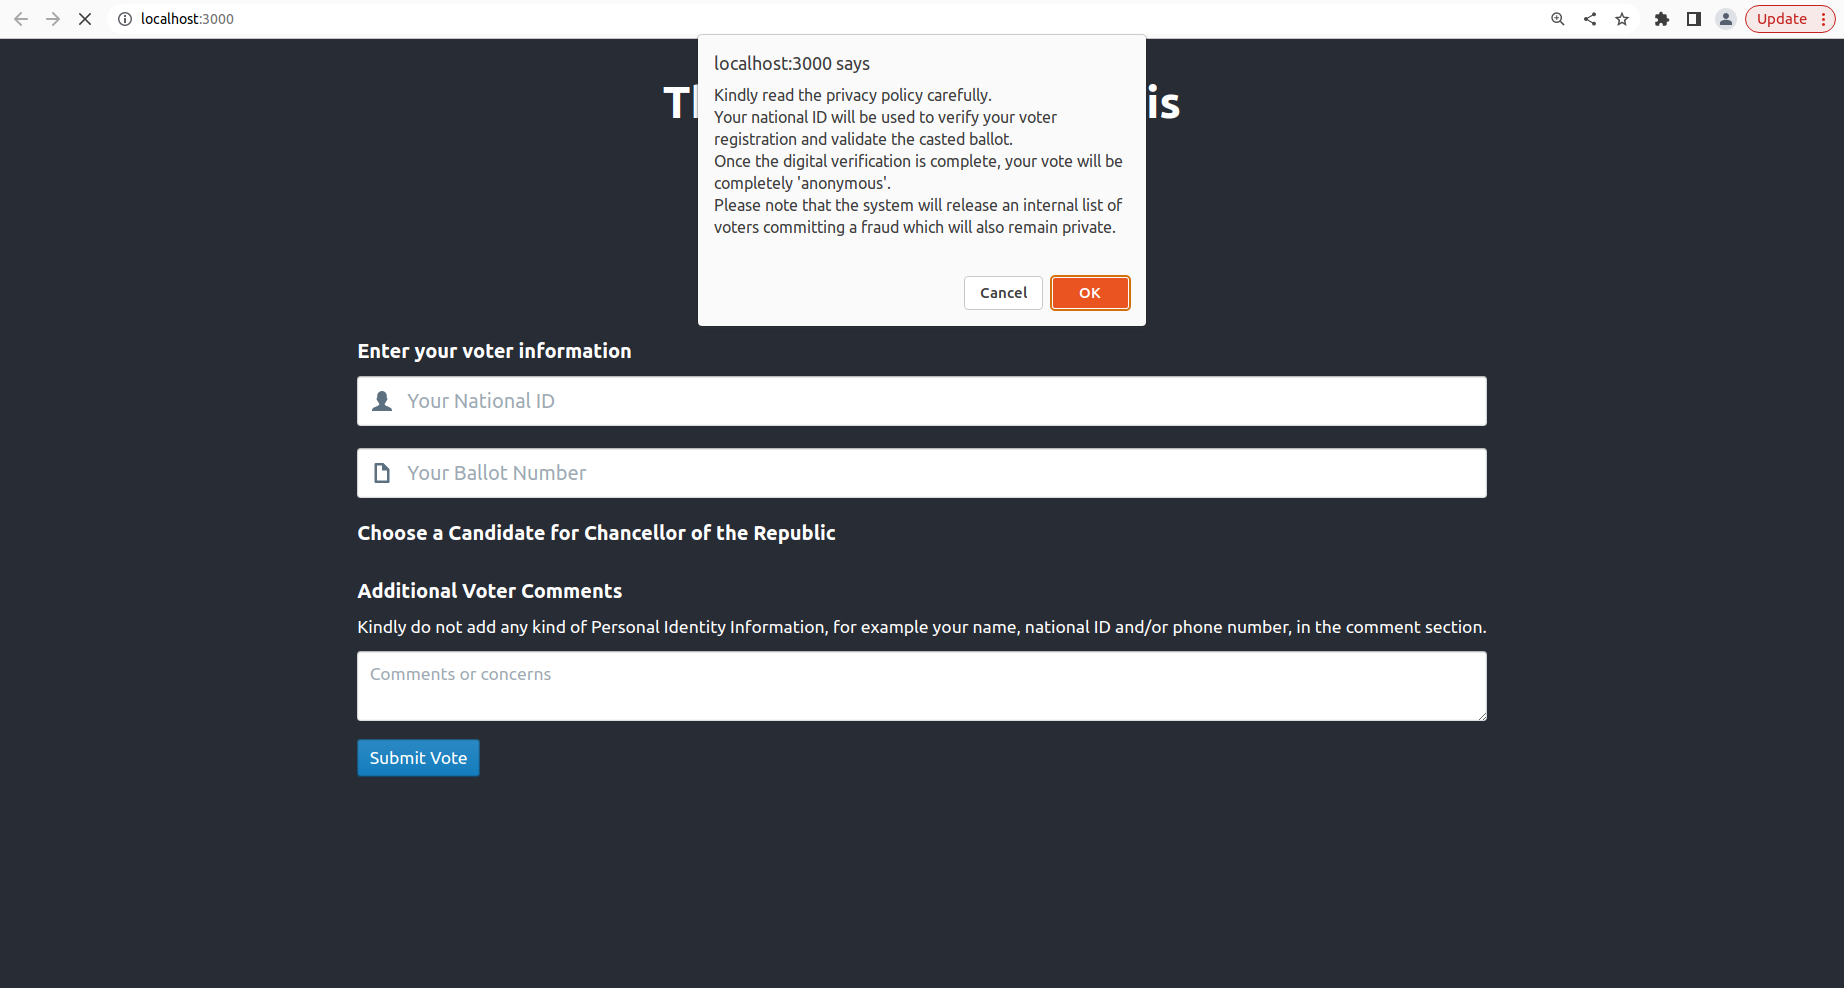 localhost:3000
Update
localhost:3000 says
Kindly read the privacy policy carefully.
Your national ID will be used to verify your voter
registration and validate the casted ballot.
Once the digital verification is complete, your vote will be
completely 'anonymous'.
Please note that the system will release an internal list of
voters committing a fraud which will also remain private.
Cancel
OK
is
Enter your voter information
Your National ID
Your Ballot Number
Choose a Candidate for Chancellor of the Republic
Additional Voter Comments
Kindly do not add any kind of Personal Identity Information, for example your name, national ID and/or phone number, in the comment section.
Comments or concerns
Submit Vote